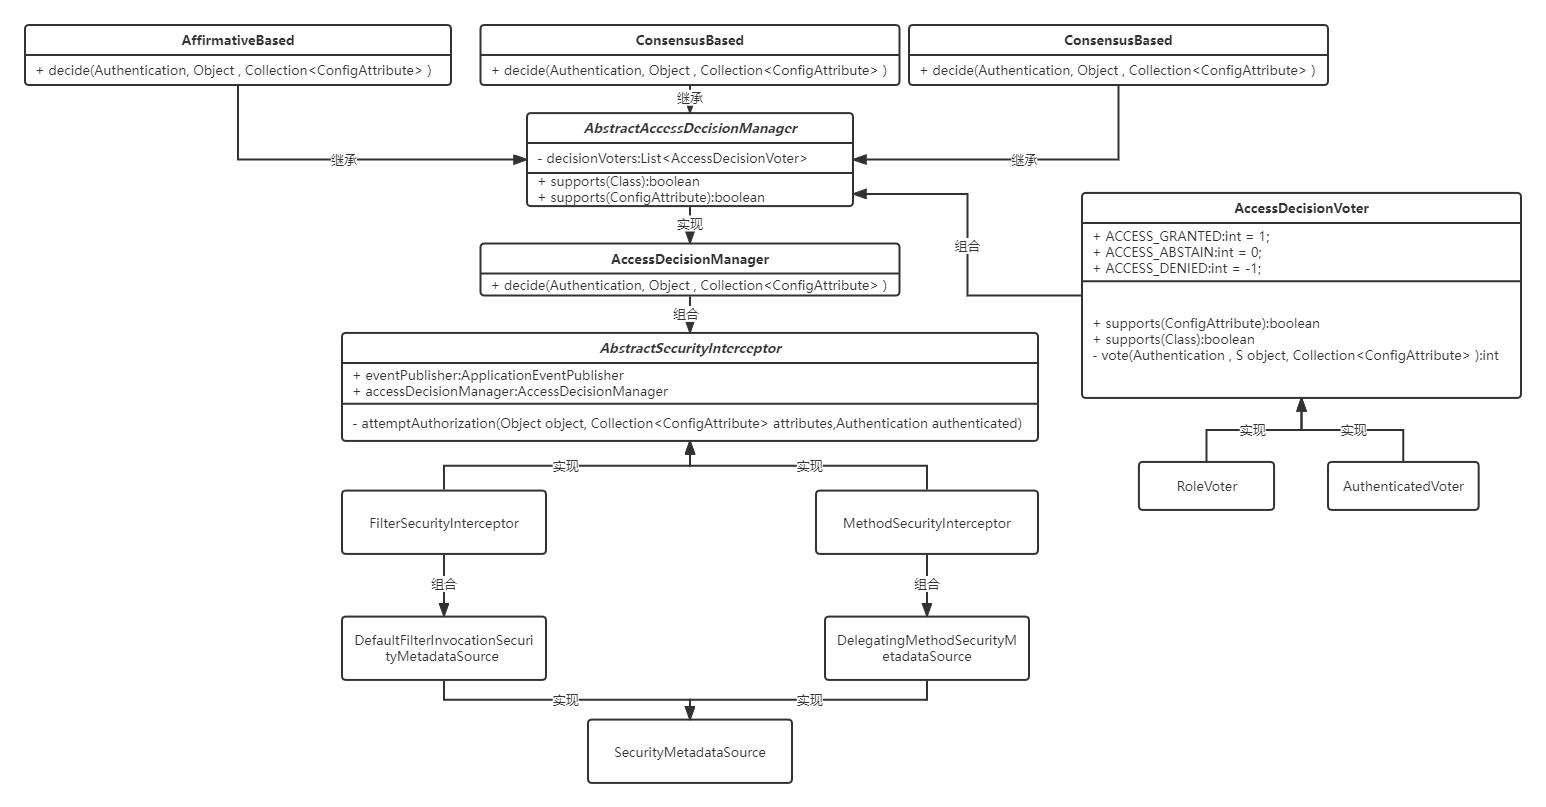 AffirmativeBased
+ decide(Authentication, Object , Collection<ConfigAttribute> )
ConsensusBased
+ decide(Authentication, Object , Collection<ConfigAttribute> )
ConsensusBased
+ decide(Authentication, Object , Collection<ConfigAttribute> )
继承
继承
继承
AbstractAccessDecisionManager
- decisionVoters:List<AccessDecisionVoter>
+ supports(Class):boolean
+ supports(ConfigAttribute):boolean
实现
组合
AccessDecisionManager
+ decide(Authentication, Object , Collection<ConfigAttribute> )
组合
AccessDecisionVoter
+ ACCESS_GRANTED:int = 1;
+ ACCESS_ABSTAIN:int = 0;
+ ACCESS_DENIED:int = -1;
+ supports(ConfigAttribute):boolean
+ supports(Class):boolean
- vote(Authentication , S object, Collection<ConfigAttribute> ):int
实现
实现
RoleVoter
AuthenticatedVoter
AbstractSecurityInterceptor
+ eventPublisher:ApplicationEventPublisher
+ accessDecisionManager:AccessDecisionManager
- attemptAuthorization(Object object, Collection<ConfigAttribute> attributes,Authentication authenticated)
实现
实现
FilterSecurityInterceptor
MethodSecurityInterceptor
组合
组合
DefaultFilterInvocationSecuri
tyMetadataSource
DelegatingMethodSecurityM
etadataSource
实现
实现
SecurityMetadataSource